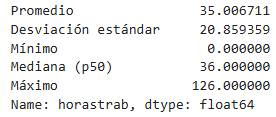 Promedio 35.006711
Desviación estándar 20.859359
Mínimo 0.000000
Mediana (p50) 36.000000
Máximo 126.000000
Name: horastrab, dtype: float64